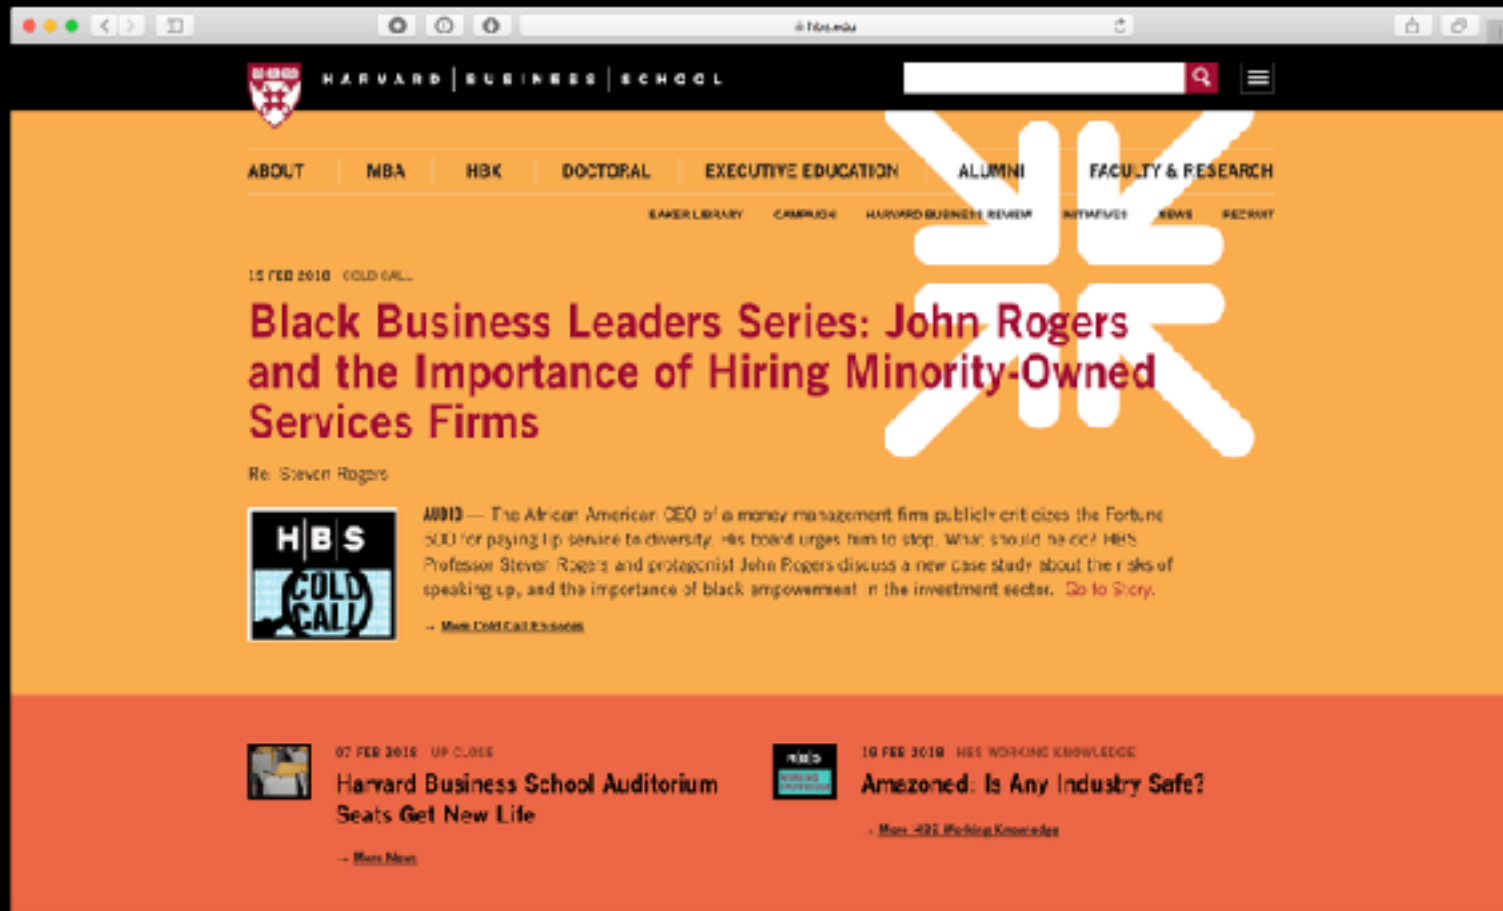 hbs.edu
HARVARD | BUSINESS | SCHOOL
ABOUT MBA HBX DOCTORAL EXECUTIVE EDUCATION ALUMNI FACULTY & RESEARCH
BAKER LIBRARY CAMPAIGN HARVARD BUSINESS REVIEW INITIATIVES NEWS RECRUIT
15 FEB 2018 COLD CALL
Black Business Leaders Series: John Rogers
and the Importance of Hiring Minority-Owned
Services Firms
Re: Steven Rogers
H|B|S
COLD
CALL
AUDIO — The African American CEO of a money management firm publicly criticizes the Fortune
500 for paying lip service to diversity. His board urges him to stop. What should he do? HBS
Professor Steven Rogers and protagonist John Rogers discuss a new case study about the risks of
speaking up, and the importance of black empowerment in the investment sector. Go to Story.
→ More Cold Call Episodes
07 FEB 2018 UP CLOSE
Harvard Business School Auditorium
Seats Get New Life
→ More News
H|B|S
WORKING
KNOWLEDGE
HBS WORKING KNOWLEDGE
Amazoned: Is Any Industry Safe?
→ More HBS Working Knowledge